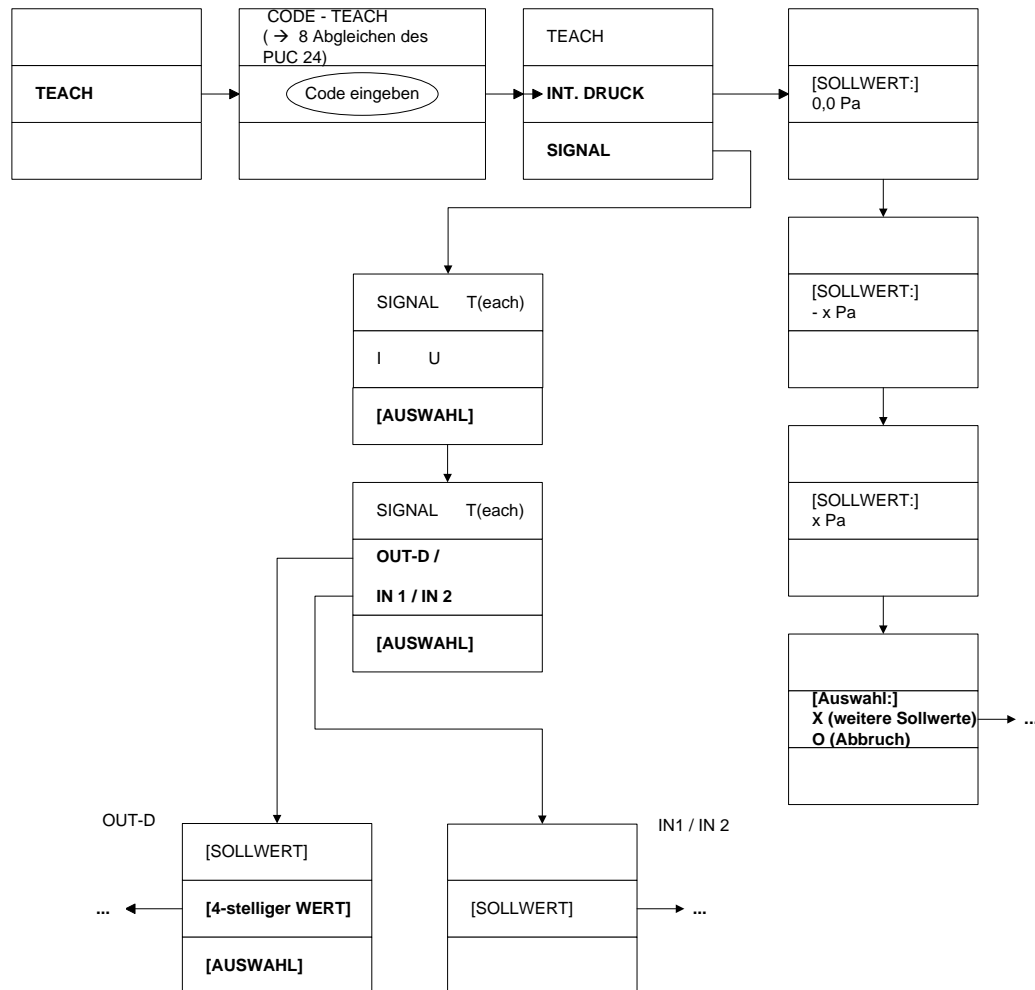 TEACH
CODE - TEACH
( → 8 Abgleichen des
PUC 24)
Code eingeben
TEACH
INT. DRUCK
SIGNAL
[SOLLWERT:]
0,0 Pa
[SOLLWERT:]
- x Pa
[SOLLWERT:]
x Pa
[Auswahl:]
X (weitere Sollwerte)
O (Abbruch)
...
SIGNAL T(each)
I U
[AUSWAHL]
SIGNAL T(each)
OUT-D /
IN 1 / IN 2
[AUSWAHL]
OUT-D
[SOLLWERT]
[4-stelliger WERT]
[AUSWAHL]
...
IN1 / IN 2
[SOLLWERT]
...